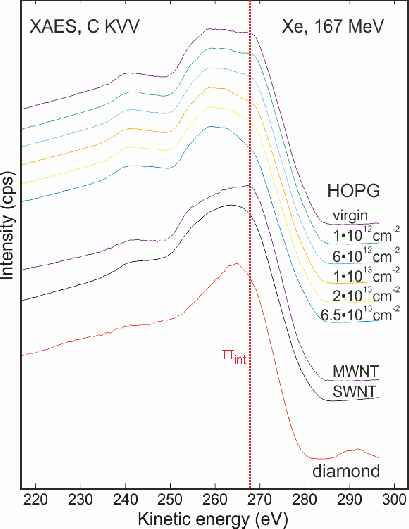 XAES, C KVV
Xe, 167 MeV
Intensity (cps)
HOPG
virgin
1•10¹²cm⁻²
6•10¹²cm⁻²
1•10¹³cm⁻²
2•10¹³cm⁻²
6.5•10¹³cm⁻²
MWNT
SWNT
πint
diamond
220 230 240 250 260 270 280 290 300
Kinetic energy (eV)